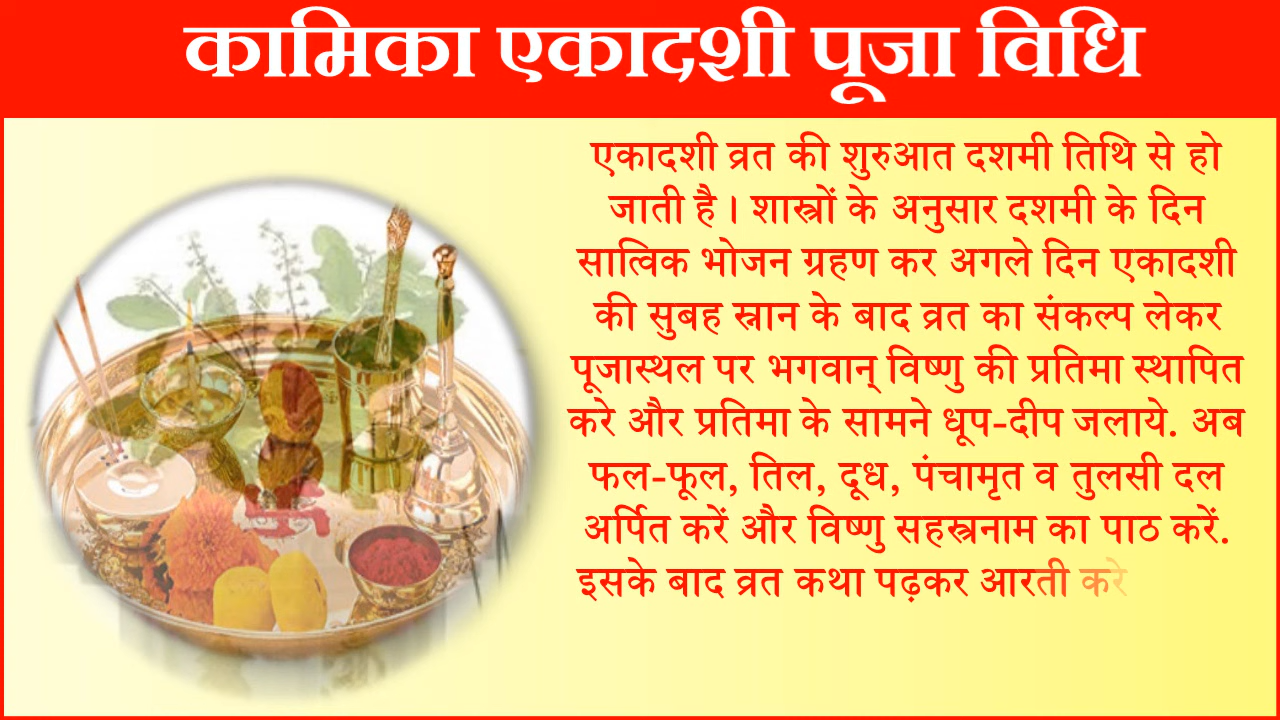 कामिका एकादशी पूजा विधि
एकादशी व्रत की शुरुआत दशमी तिथि से हो
जाती है। शास्त्रों के अनुसार दशमी के दिन
सात्विक भोजन ग्रहण कर अगले दिन एकादशी
की सुबह स्नान के बाद व्रत का संकल्प लेकर
पूजास्थल पर भगवान् विष्णु की प्रतिमा स्थापित
करे और प्रतिमा के सामने धूप-दीप जलाये. अब
फल-फूल, तिल, दूध, पंचामृत व तुलसी दल
अर्पित करें और विष्णु सहस्त्रनाम का पाठ करें.
इसके बाद व्रत कथा पढ़कर आरती करे